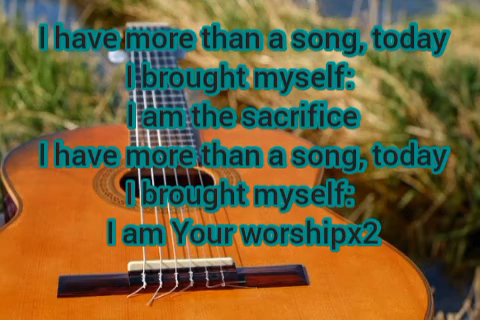 I have more than a song, today
I brought myself:
I am the sacrifice
I have more than a song, today
I brought myself:
I am Your worshipx2